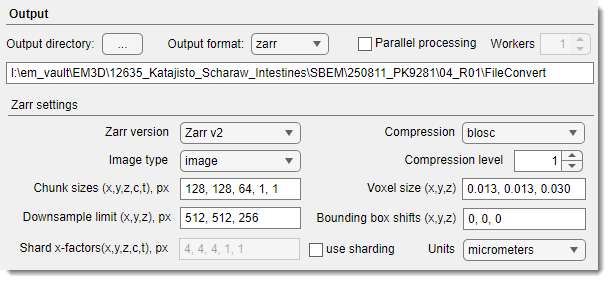 Output
Output directory: ... Output format: zarr Parallel processing Workers 1
I:\em_vault\EM3D\12635_Katajisto_Scharaw_Intestines\SBEM\250811_PK9281\04_R01\FileConvert
Zarr settings
Zarr version Zarr v2 Compression blosc
Image type image Compression level 1
Chunk sizes (x,y,z,c,t), px 128, 128, 64, 1, 1 Voxel size (x,y,z) 0.013, 0.013, 0.030
Downsample limit (x,y,z), px 512, 512, 256 Bounding box shifts (x,y,z) 0, 0, 0
Shard x-factors(x,y,z,c,t), px 4, 4, 4, 1, 1 use sharding Units micrometers